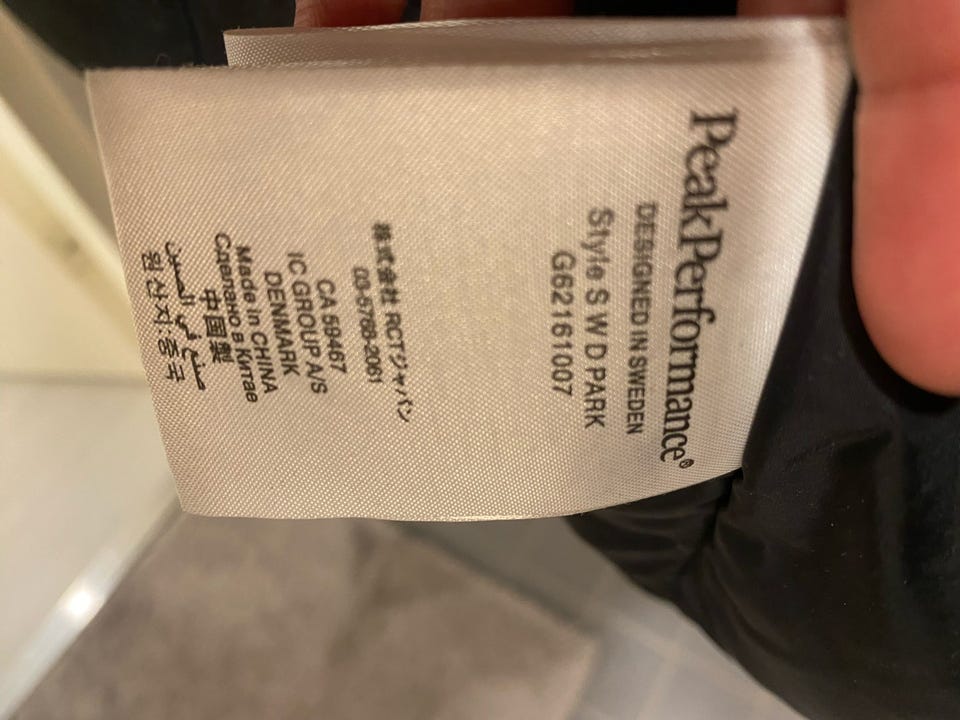 PeakPerformance®
DESIGNED IN SWEDEN
Style S W D PARK
G62161007
株式会社 RCTジャパン
03-5768-2061
CA 58467
IC GROUP A/S
DENMARK
Made in CHINA
Сделано в Китае
中国製
صنع في الصين
원산지:중국